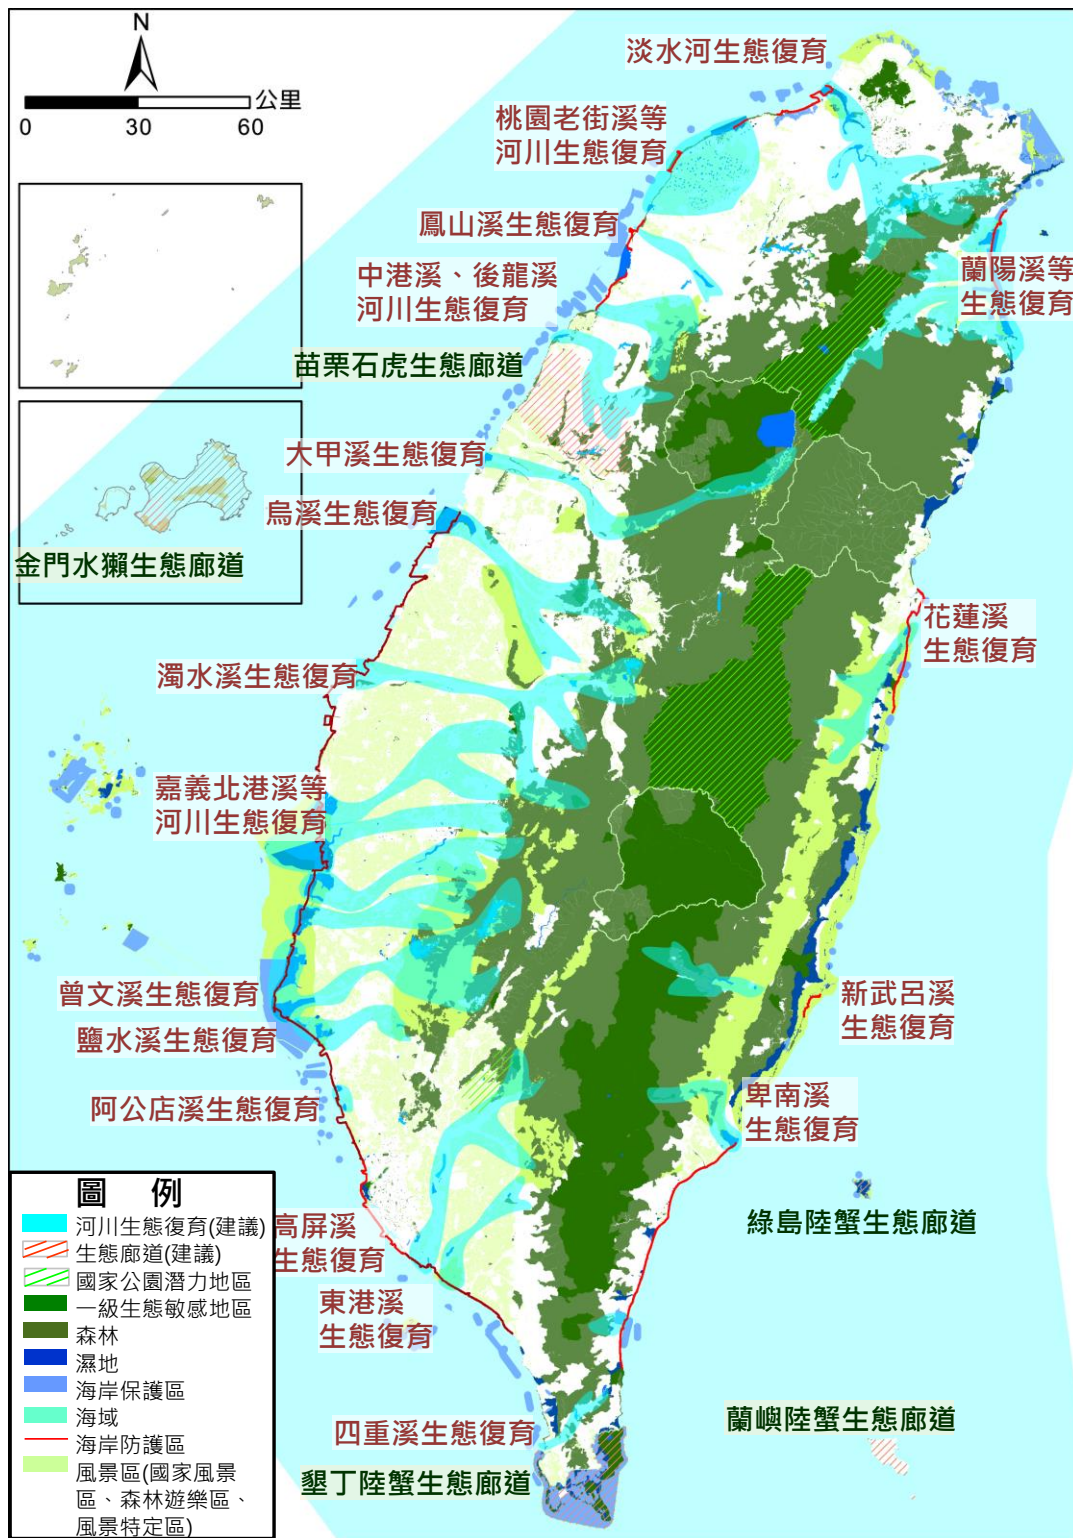 N
公里
0 30 60
淡水河生態復育
桃園老街溪等
河川生態復育
鳳山溪生態復育
中港溪、後龍溪
河川生態復育
蘭陽溪等
生態復育
苗栗石虎生態廊道
大甲溪生態復育
烏溪生態復育
金門水獺生態廊道
花蓮溪
生態復育
濁水溪生態復育
嘉義北港溪等
河川生態復育
曾文溪生態復育
鹽水溪生態復育
新武呂溪
生態復育
阿公店溪生態復育
卑南溪
生態復育
綠島陸蟹生態廊道
高屏溪
生態復育
東港溪
生態復育
蘭嶼陸蟹生態廊道
四重溪生態復育
墾丁陸蟹生態廊道
圖 例
河川生態復育(建議)
生態廊道(建議)
國家公園潛力地區
一級生態敏感地區
森林
濕地
海岸保護區
海域
海岸防護區
風景區(國家風景
區、森林遊樂區、
風景特定區)